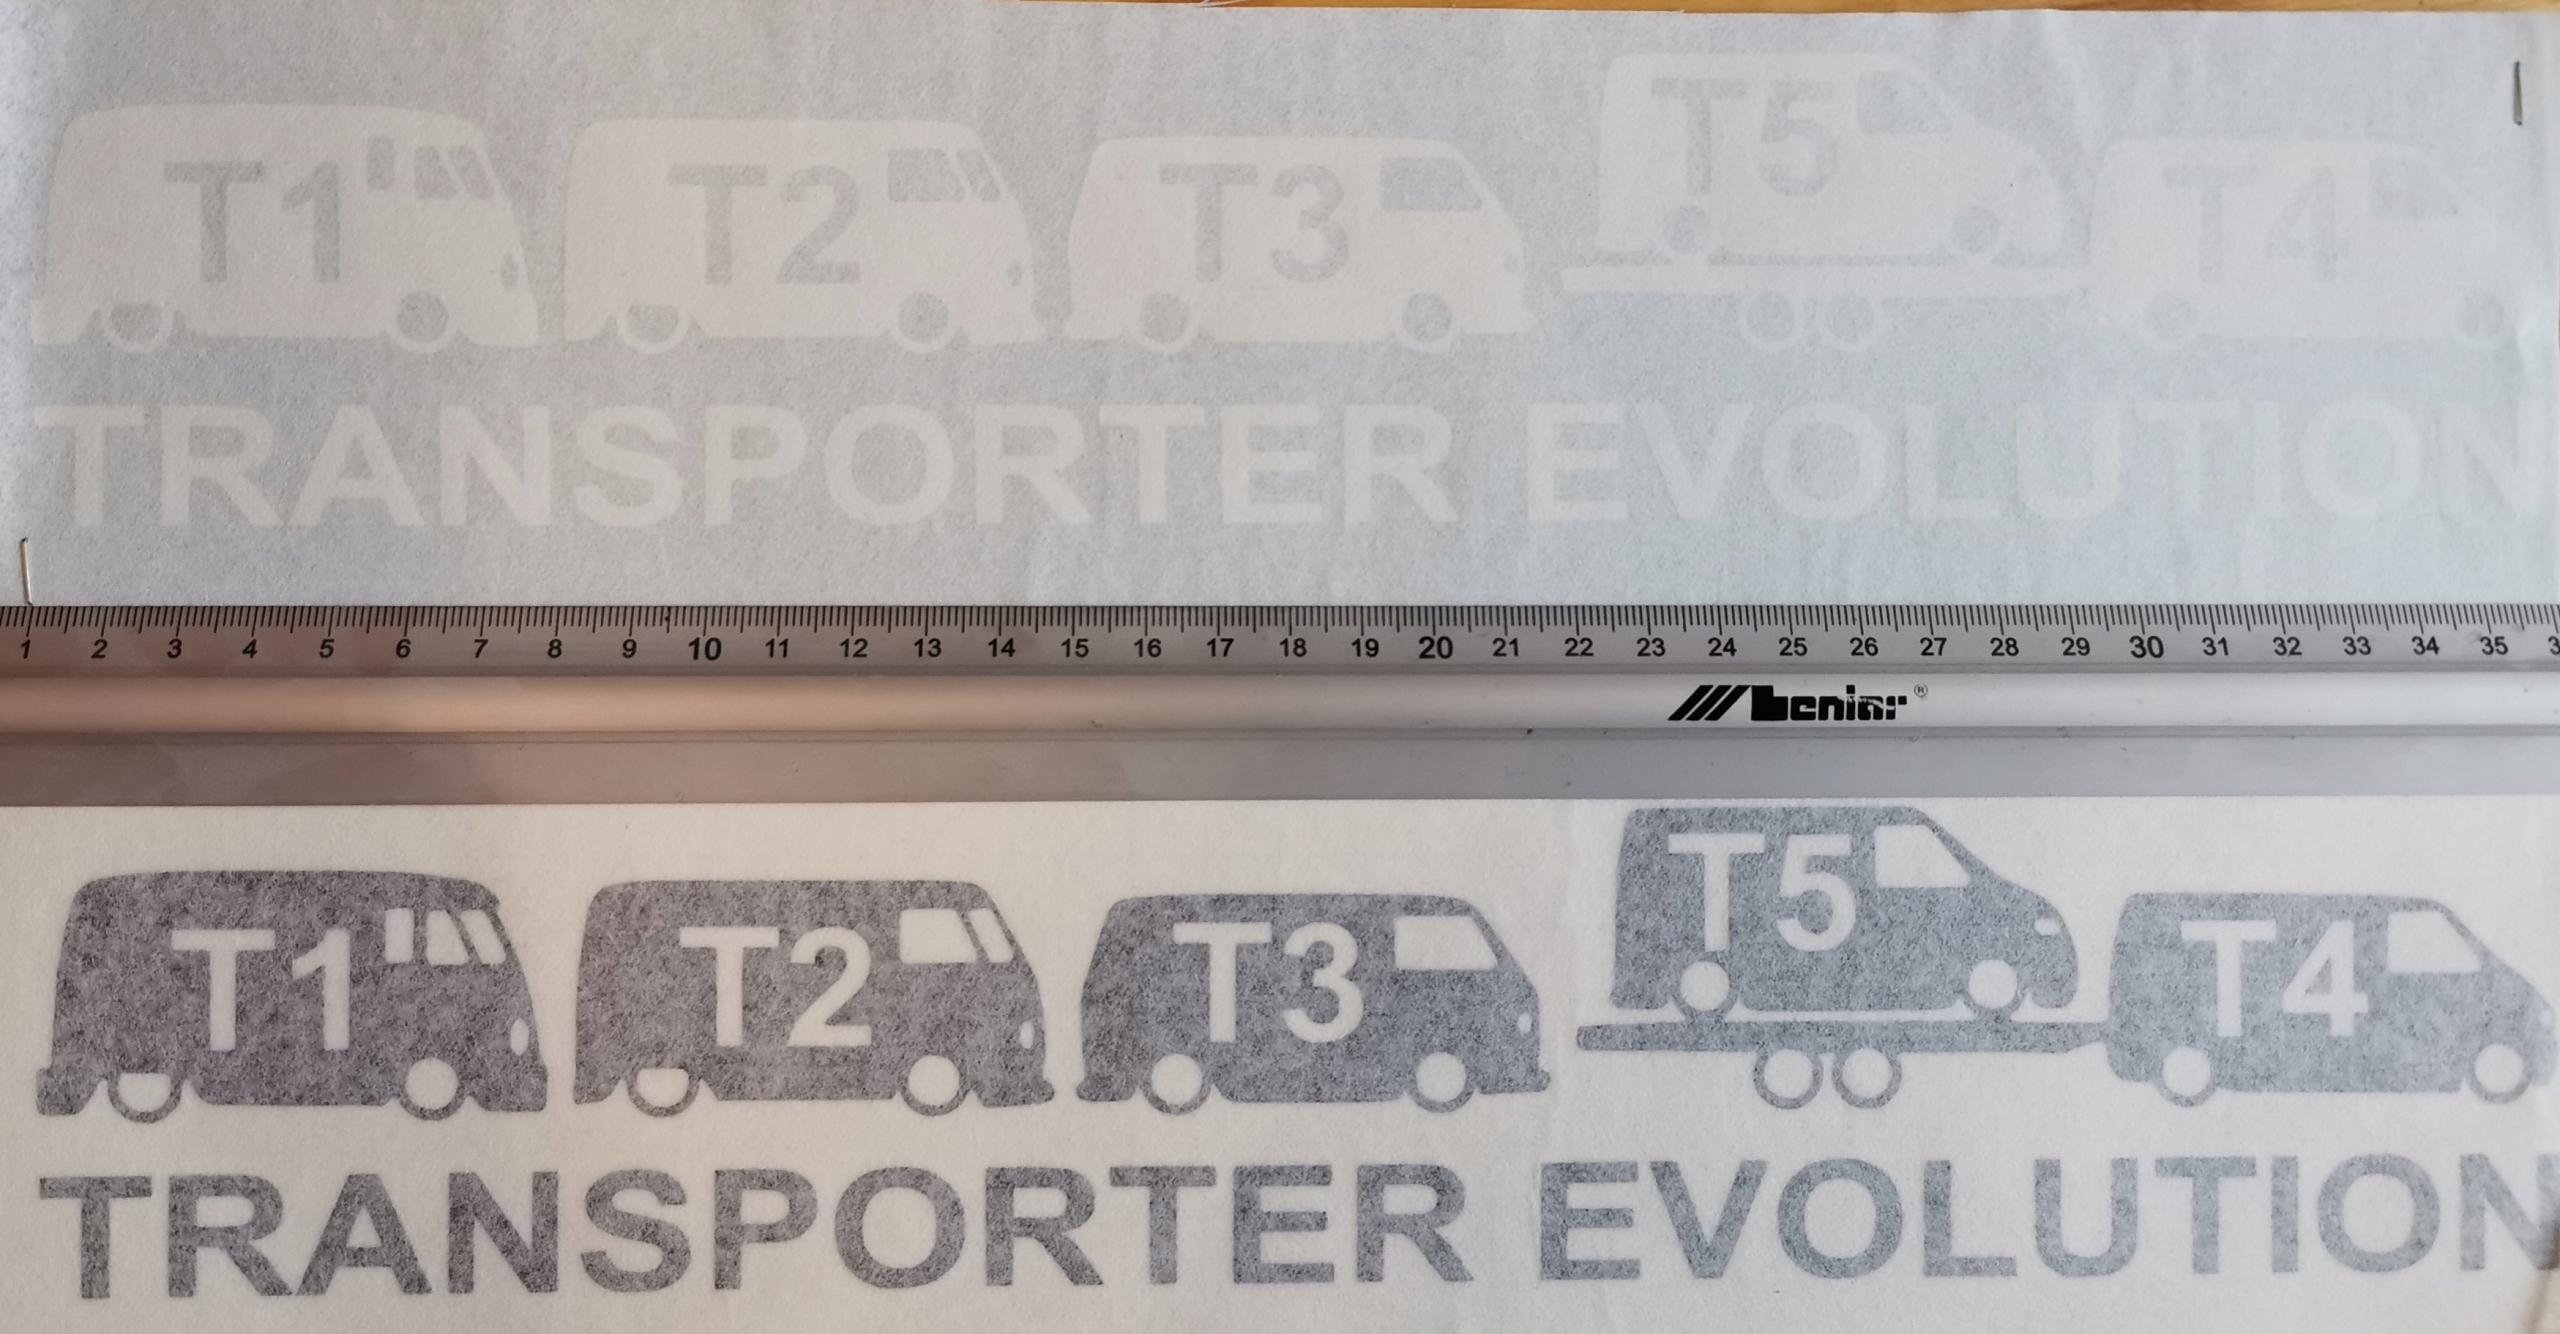 T1 T2 T3 T5 T4
TRANSPORTER EVOLUTION
1 2 3 4 5 6 7 8 9 10 11 12 13 14 15 16 17 18 19 20 21 22 23 24 25 26 27 28 29 30 31 32 33 34 35 3
beniar®
T1 T2 T3 T5 T4
TRANSPORTER EVOLUTION